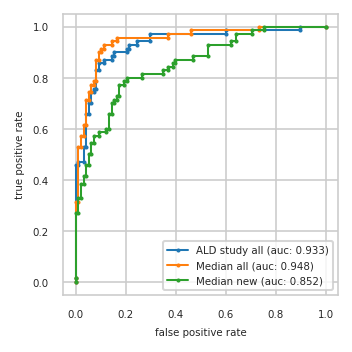 1.0
0.8
0.6
0.4
0.2
0.0
true positive rate
ALD study all (auc: 0.933)
Median all (auc: 0.948)
Median new (auc: 0.852)
0.0 0.2 0.4 0.6 0.8 1.0
false positive rate